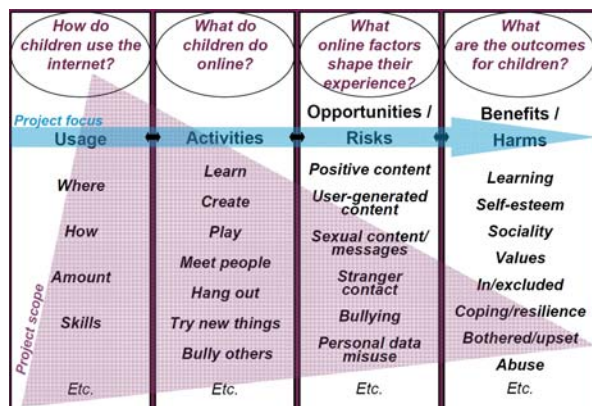 How do
children use the
internet?
What do
children do
online?
What
online factors
shape their
experience?
What
are the outcomes
for children?
Project focus
Usage
Where
How
Amount
Skills
Etc.
Project scope
Activities
Learn
Create
Play
Meet people
Hang out
Try new things
Bully others
Etc.
Opportunities /
Risks
Positive content
User-generated
content
Sexual content/
messages
Stranger
contact
Bullying
Personal data
misuse
Etc.
Benefits /
Harms
Learning
Self-esteem
Sociality
Values
In/excluded
Coping/resilience
Bothered/upset
Abuse
Etc.